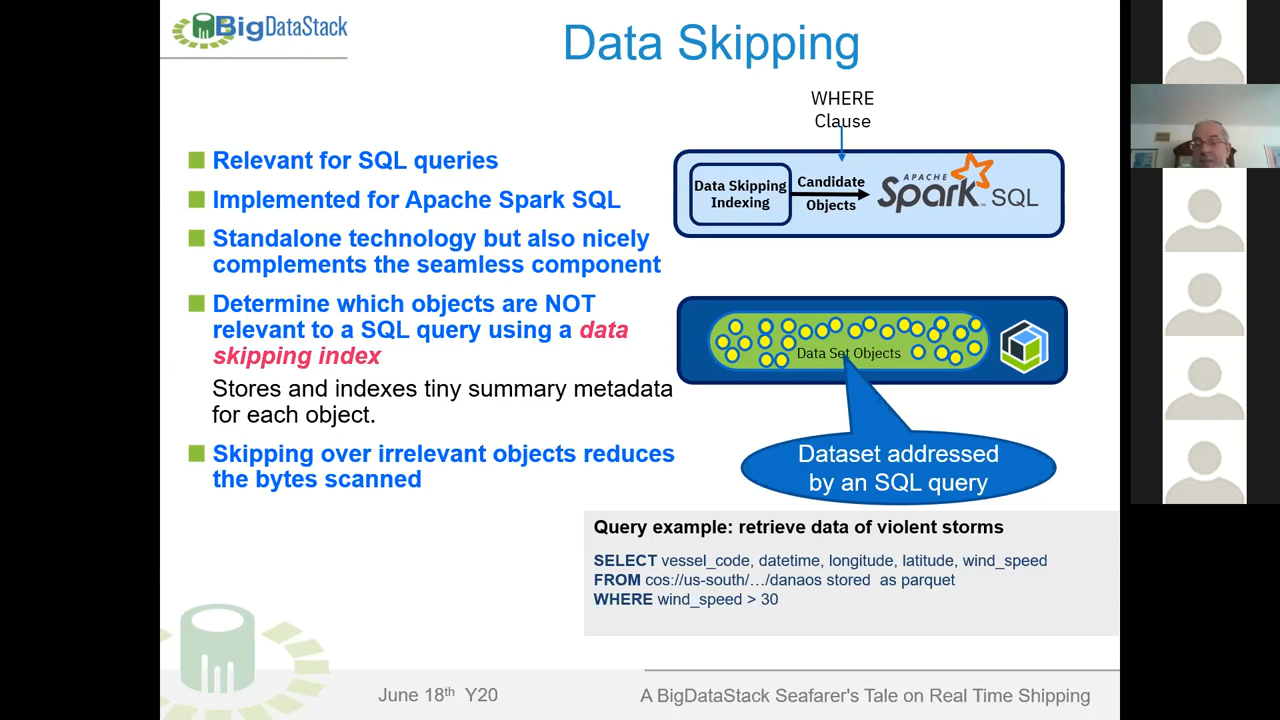 BigDataStack
Data Skipping
Relevant for SQL queries
Implemented for Apache Spark SQL
Standalone technology but also nicely
complements the seamless component
Determine which objects are NOT
relevant to a SQL query using a data
skipping index
Stores and indexes tiny summary metadata
for each object.
Skipping over irrelevant objects reduces
the bytes scanned
WHERE
Clause
Data Skipping
Indexing
Candidate
Objects
APACHE
Spark™ SQL
Data Set Objects
Dataset addressed
by an SQL query
Query example: retrieve data of violent storms
SELECT vessel_code, datetime, longitude, latitude, wind_speed
FROM cos://us-south/…/danaos stored  as parquet
WHERE wind_speed > 30
June 18th  Y20
A BigDataStack Seafarer's Tale on Real Time Shipping